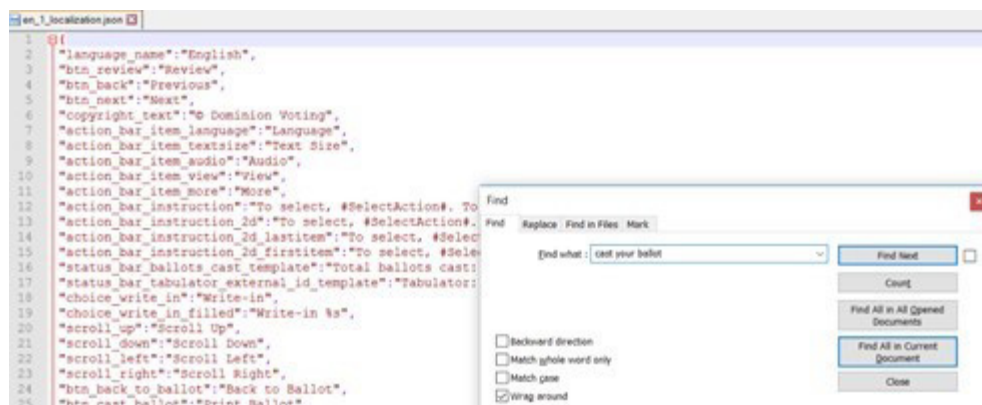 en_1_localization.json
1 {
2 "language_name":"English",
3 "btn_review":"Review",
4 "btn_back":"Previous",
5 "btn_next":"Next",
6 "copyright_text":"© Dominion Voting",
7 "action_bar_item_language":"Language",
8 "action_bar_item_textsize":"Text Size",
9 "action_bar_item_audio":"Audio",
10 "action_bar_item_view":"View",
11 "action_bar_item_more":"More",
12 "action_bar_instruction":"To select, #SelectAction#. To
13 "action_bar_instruction_2d":"To select, #SelectAction#.
14 "action_bar_instruction_2d_lastitem":"To select, #Selec
15 "action_bar_instruction_2d_firstitem":"To select, #Sele
16 "status_bar_ballots_cast_template":"Total ballots cast:
17 "status_bar_tabulator_external_id_template":"Tabulator:
18 "choice_write_in":"Write-in",
19 "choice_write_in_filled":"Write-in %s",
20 "scroll_up":"Scroll Up",
21 "scroll_down":"Scroll Down",
22 "scroll_left":"Scroll Left",
23 "scroll_right":"Scroll Right",
24 "btn_back_to_ballot":"Back to Ballot",
25 "btn_cast_ballot":"Print Ballot",
Find
Find Replace Find in Files Mark
Find what : cast your ballot
Find Next
Count
Find All in All Opened
Documents
Find All in Current
Document
Close
Backward direction
Match whole word only
Match case
Wrap around